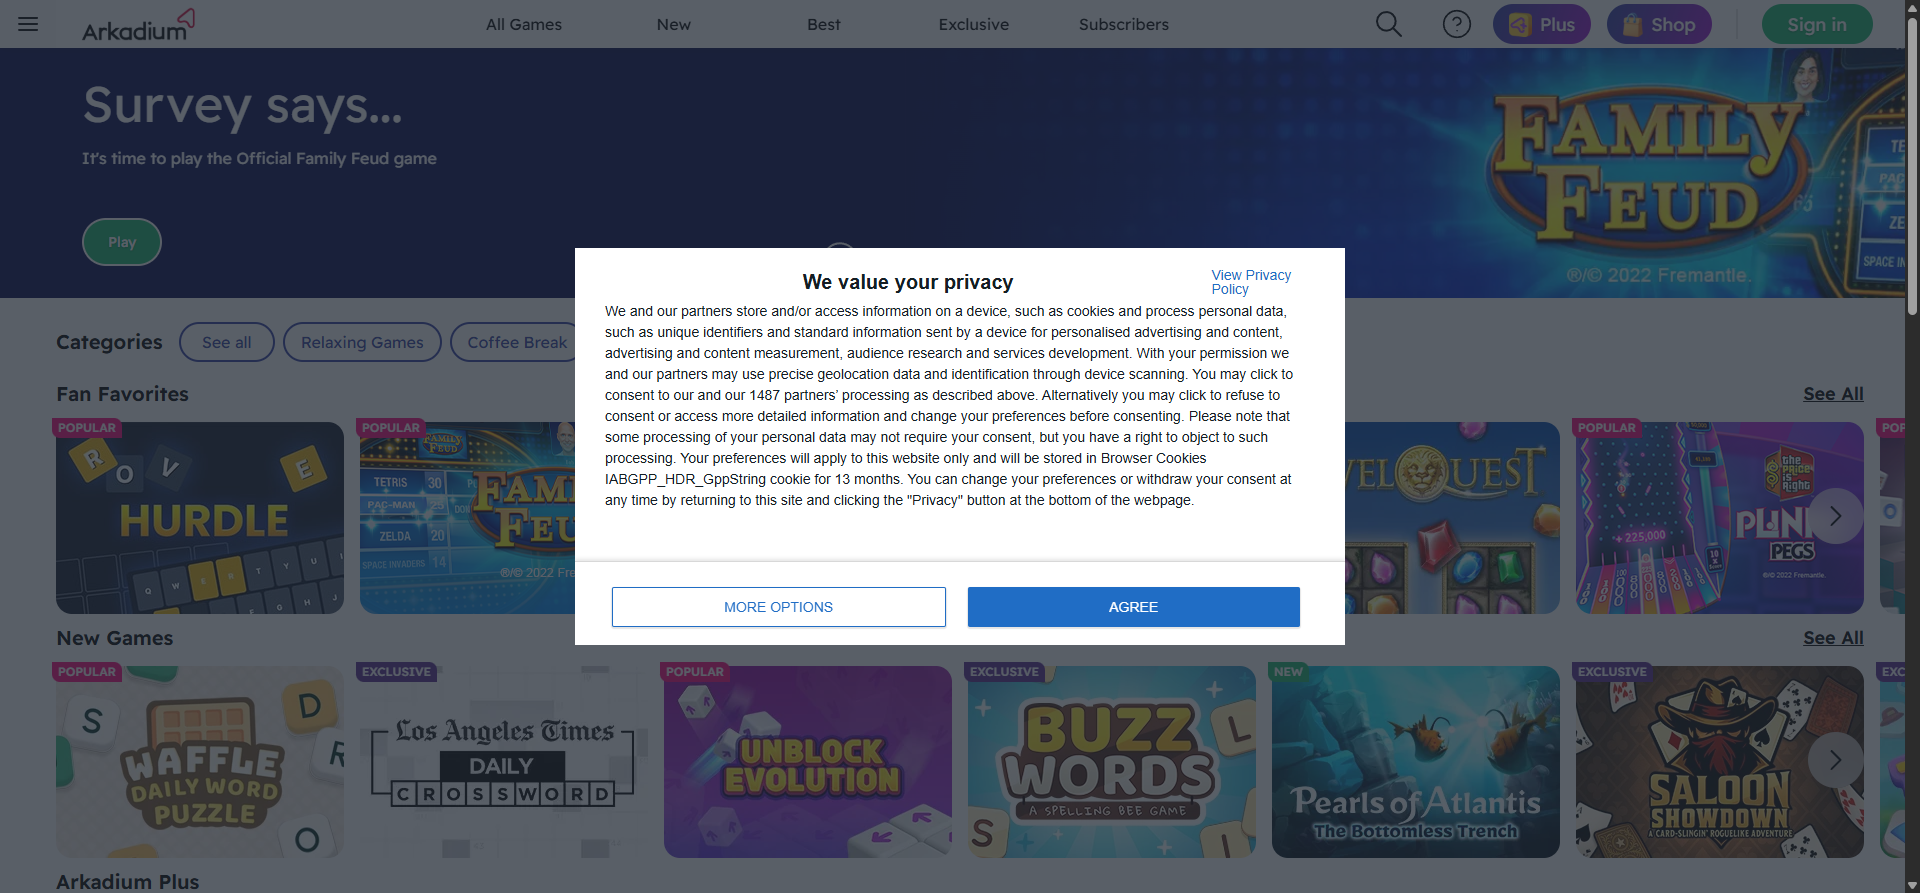 Arkadium
All Games
New
Best
Exclusive
Subscribers
?
Plus
Shop
Sign in
Survey says...
It's time to play the Official Family Feud game
Play
FAMILY
FEUD
®/© 2022 Fremantle.
We value your privacy
View Privacy
Policy
We and our partners store and/or access information on a device, such as cookies and process personal data,
such as unique identifiers and standard information sent by a device for personalised advertising and content,
advertising and content measurement, audience research and services development. With your permission we
and our partners may use precise geolocation data and identification through device scanning. You may click to
consent to our and our 1487 partners’ processing as described above. Alternatively you may click to refuse to
consent or access more detailed information and change your preferences before consenting. Please note that
some processing of your personal data may not require your consent, but you have a right to object to such
processing. Your preferences will apply to this website only and will be stored in Browser Cookies
IABGPP_HDR_GppString cookie for 13 months. You can change your preferences or withdraw your consent at
any time by returning to this site and clicking the "Privacy" button at the bottom of the webpage.
MORE OPTIONS
AGREE
Categories
See all
Relaxing Games
Coffee Break
Fan Favorites
See All
POPULAR
R O V E
HURDLE
Q W E R T Y U
G H J
POPULAR
FAMILY
FEUD
TETRIS 30
PAC-MAN 25
ZELDA 20
SPACE INVADERS 14
®/© 2022 Fre
VELQUEST
POPULAR
the
PRICE
is
RIGHT
+ 225,000
PLIN
PEGS
®/© 2022 Fremantle.
POP
New Games
See All
POPULAR
S D R O
WAFFLE
DAILY WORD
PUZZLE
EXCLUSIVE
Los Angeles Times
DAILY
CROSSWORD
POPULAR
UNBLOCK
EVOLUTION
EXCLUSIVE
BUZZ
WORDS
A SPELLING BEE GAME
L
S
I
NEW
Pearls of Atlantis
The Bottomless Trench
EXCLUSIVE
SALOON
SHOWDOWN
A CARD-SLINGIN' ROGUELIKE ADVENTURE
EXC
Arkadium Plus